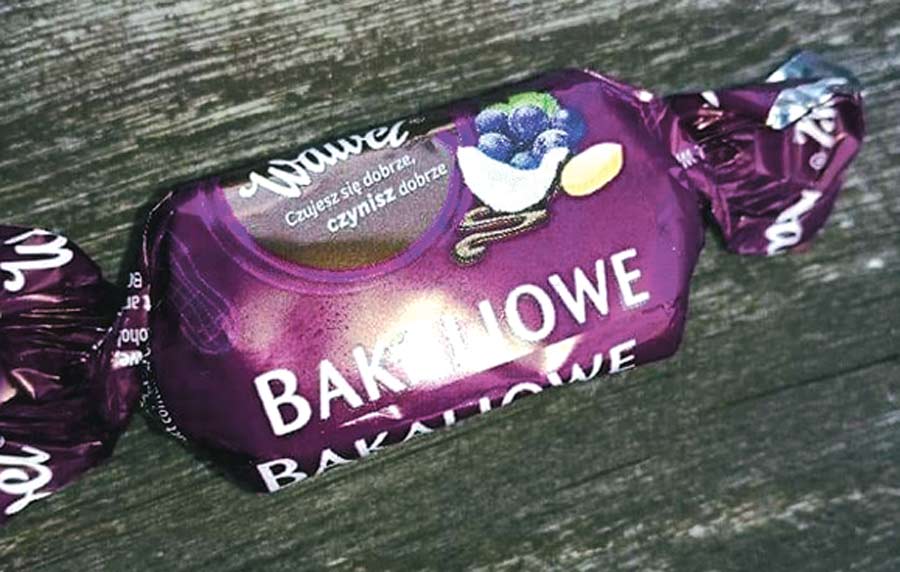 Wawel
Czujesz się dobrze,
czynisz dobrze
BAKALIOWE
BAKALIOWE